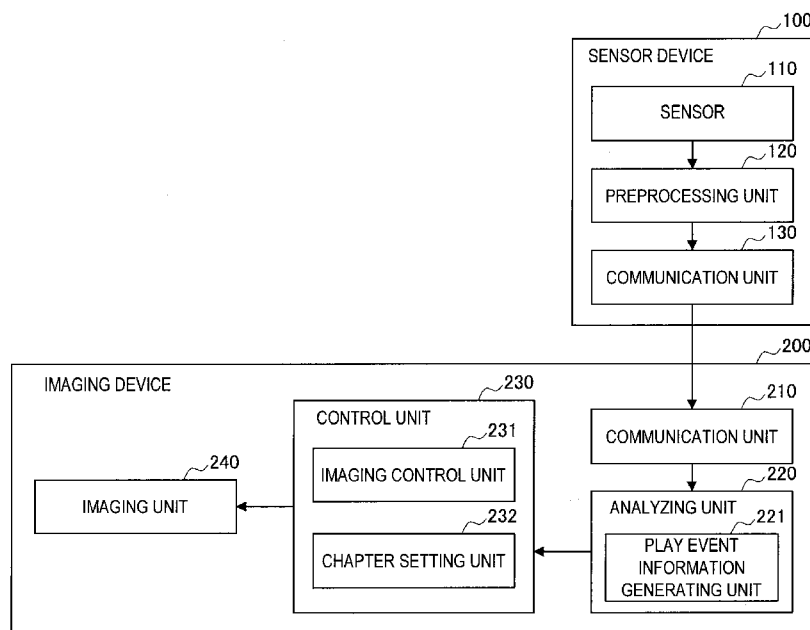 100
SENSOR DEVICE
110
SENSOR
120
PREPROCESSING UNIT
130
COMMUNICATION UNIT
200
IMAGING DEVICE
230
CONTROL UNIT
231
IMAGING CONTROL UNIT
232
CHAPTER SETTING UNIT
240
IMAGING UNIT
210
COMMUNICATION UNIT
220
ANALYZING UNIT
221
PLAY EVENT
INFORMATION
GENERATING UNIT